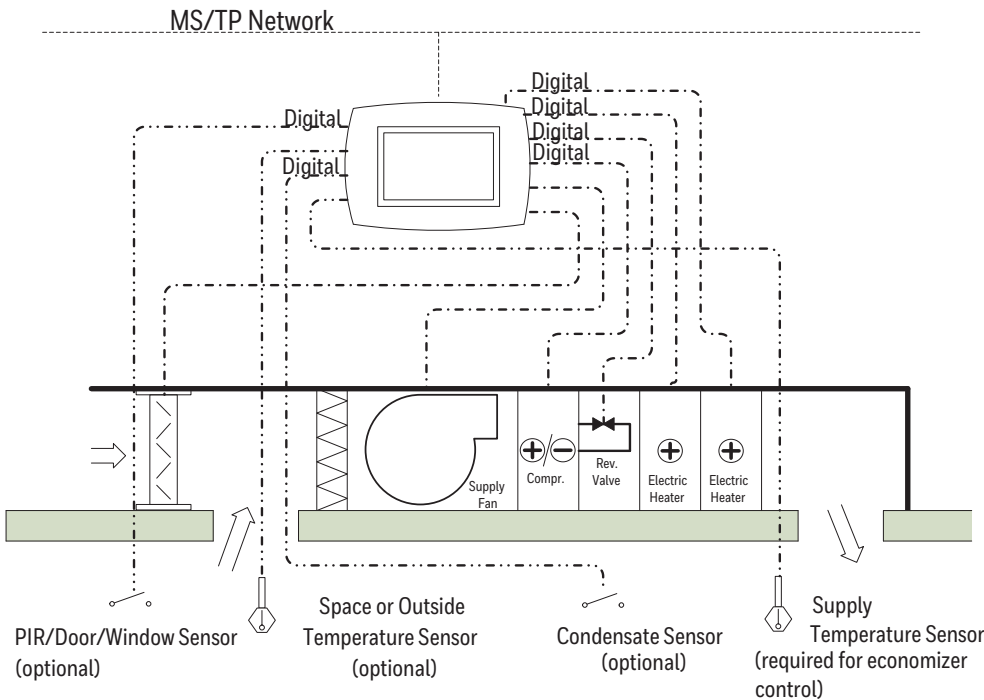 MS/TP Network
Digital
Digital
Digital
Digital
Digital
Digital
Supply
Fan
Compr.
Rev.
Valve
Electric
Heater
Electric
Heater
PIR/Door/Window Sensor
(optional)
Space or Outside
Temperature Sensor
(optional)
Condensate Sensor
(optional)
Supply
Temperature Sensor
(required for economizer
control)